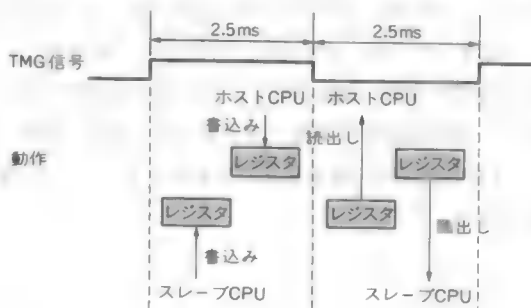 2.5ms 2.5ms
TMG信号
ホストCPU ホストCPU
書込み 読出し
動作
レジスタ レジスタ
レジスタ レジスタ
読出し
書込み
スレーブCPU スレーブCPU